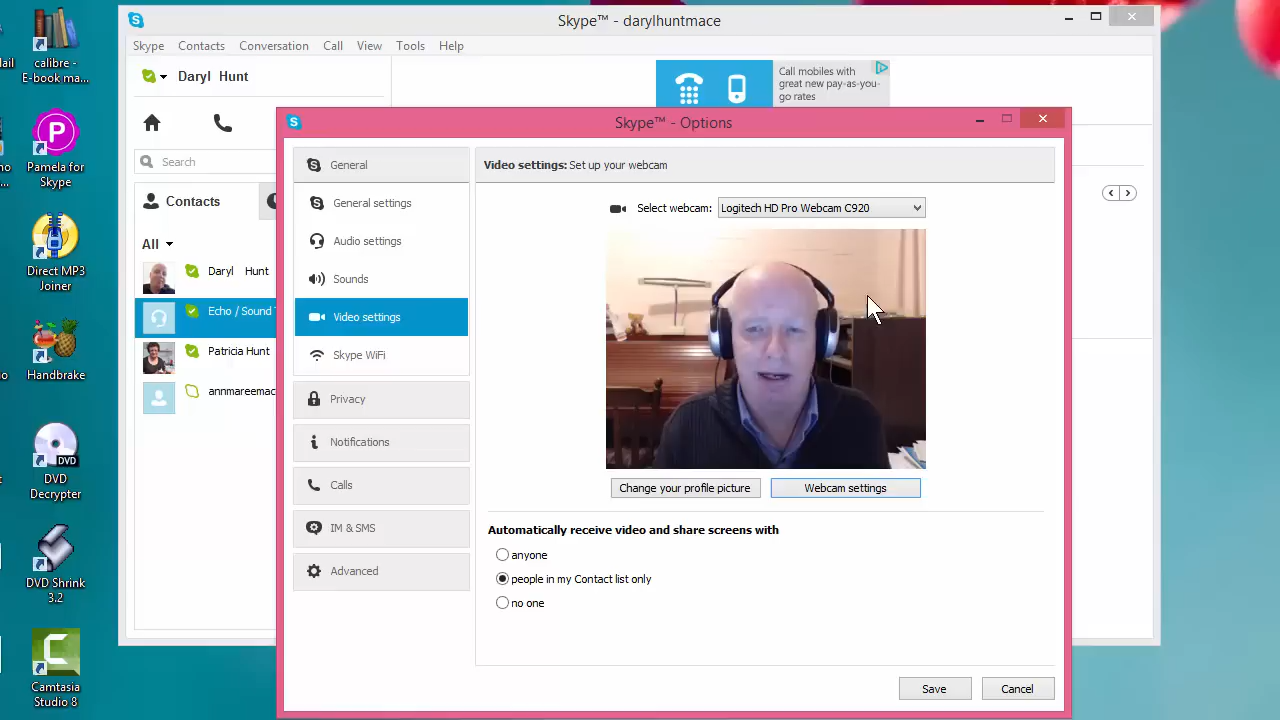 calibre -
E-book ma...
Pamela for
Skype
Direct MP3
Joiner
Handbrake
DVD
DVD
Decrypter
DVD Shrink
3.2
Camtasia
Studio 8
Skype™ - darylhuntmace
Skype Contacts Conversation Call View Tools Help
Daryl Hunt
Call mobiles with
great new pay-as-you-
go rates
Search
Contacts
All
Daryl Hunt
Echo / Sound
Patricia Hunt
annmareemac
Skype™ - Options
General
General settings
Audio settings
Sounds
Video settings
Skype WiFi
Privacy
Notifications
Calls
IM & SMS
Advanced
Video settings: Set up your webcam
Select webcam: Logitech HD Pro Webcam C920
Change your profile picture
Webcam settings
Automatically receive video and share screens with
anyone
people in my Contact list only
no one
Save
Cancel